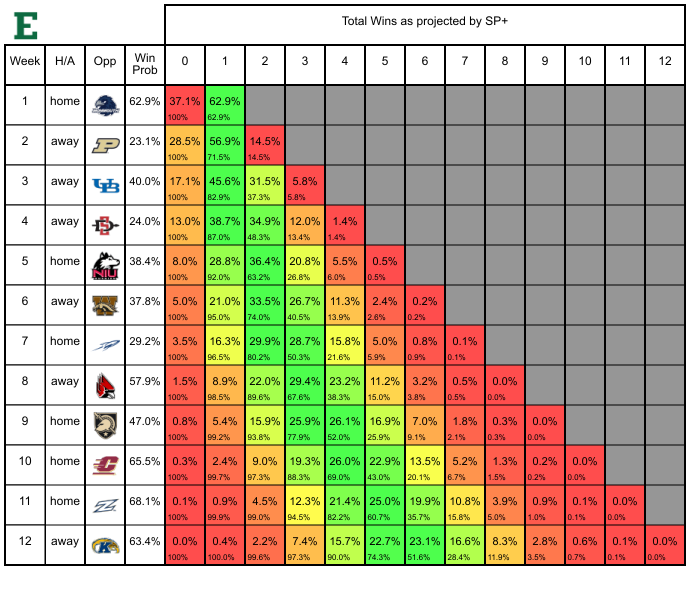 E
Total Wins as projected by SP+
Week H/A Opp Win Prob 0 1 2 3 4 5 6 7 8 9 10 11 12
1 home 62.9% 37.1% 62.9%
100% 62.9%
2 away P 23.1% 28.5% 56.9% 14.5%
100% 71.5% 14.5%
3 away UB 40.0% 17.1% 45.6% 31.5% 5.8%
100% 82.9% 37.3% 5.8%
4 away SD 24.0% 13.0% 38.7% 34.9% 12.0% 1.4%
100% 87.0% 48.3% 13.4% 1.4%
5 home NIU 38.4% 8.0% 28.8% 36.4% 20.8% 5.5% 0.5%
100% 92.0% 63.2% 26.8% 6.0% 0.5%
6 away W 37.8% 5.0% 21.0% 33.5% 26.7% 11.3% 2.4% 0.2%
100% 95.0% 74.0% 40.5% 13.9% 2.6% 0.2%
7 home 29.2% 3.5% 16.3% 29.9% 28.7% 15.8% 5.0% 0.8% 0.1%
100% 96.5% 80.2% 50.3% 21.6% 5.9% 0.9% 0.1%
8 away 57.9% 1.5% 8.9% 22.0% 29.4% 23.2% 11.2% 3.2% 0.5% 0.0%
100% 98.5% 89.6% 67.6% 38.3% 15.0% 3.8% 0.5% 0.0%
9 home 47.0% 0.8% 5.4% 15.9% 25.9% 26.1% 16.9% 7.0% 1.8% 0.3% 0.0%
100% 99.2% 93.8% 77.9% 52.0% 25.9% 9.1% 2.1% 0.3% 0.0%
10 home C 65.5% 0.3% 2.4% 9.0% 19.3% 26.0% 22.9% 13.5% 5.2% 1.3% 0.2% 0.0%
100% 99.7% 97.3% 88.3% 69.0% 43.0% 20.1% 6.7% 1.5% 0.2% 0.0%
11 home 68.1% 0.1% 0.9% 4.5% 12.3% 21.4% 25.0% 19.9% 10.8% 3.9% 0.9% 0.1% 0.0%
100% 99.9% 99.0% 94.5% 82.2% 60.7% 35.7% 15.8% 5.0% 1.0% 0.1% 0.0%
12 away K 63.4% 0.0% 0.4% 2.2% 7.4% 15.7% 22.7% 23.1% 16.6% 8.3% 2.8% 0.6% 0.1% 0.0%
100% 100.0% 99.6% 97.3% 90.0% 74.3% 51.6% 28.4% 11.9% 3.5% 0.7% 0.1% 0.0%